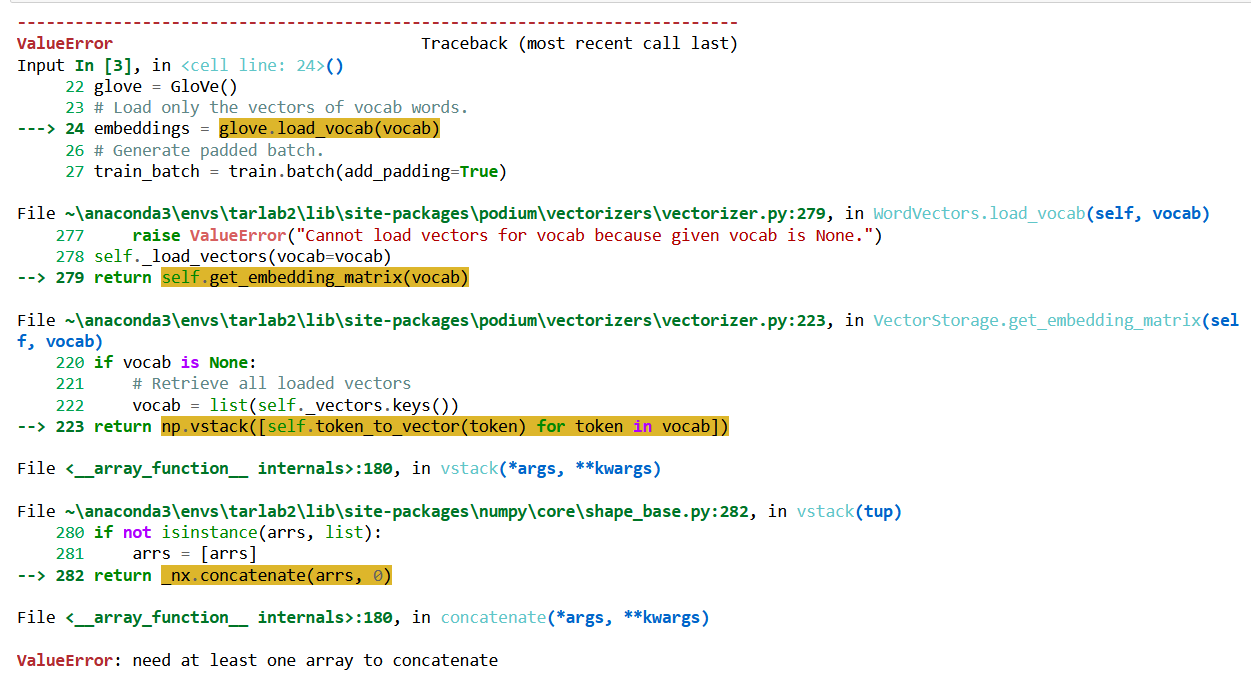 ---------------------------------------------------------------------------
ValueError                                Traceback (most recent call last)
Input In [3], in <cell line: 24>()
     22 glove = GloVe()
     23 # Load only the vectors of vocab words.
---> 24 embeddings = glove.load_vocab(vocab)
     26 # Generate padded batch.
     27 train_batch = train.batch(add_padding=True)

File ~\anaconda3\envs\tarlab2\lib\site-packages\podium\vectorizers\vectorizer.py:279, in WordVectors.load_vocab(self, vocab)
    277     raise ValueError("Cannot load vectors for vocab because given vocab is None.")
    278 self._load_vectors(vocab=vocab)
--> 279 return self.get_embedding_matrix(vocab)

File ~\anaconda3\envs\tarlab2\lib\site-packages\podium\vectorizers\vectorizer.py:223, in VectorStorage.get_embedding_matrix(sel
f, vocab)
    220 if vocab is None:
    221     # Retrieve all loaded vectors
    222     vocab = list(self._vectors.keys())
--> 223 return np.vstack([self.token_to_vector(token) for token in vocab])

File <__array_function__ internals>:180, in vstack(*args, **kwargs)

File ~\anaconda3\envs\tarlab2\lib\site-packages\numpy\core\shape_base.py:282, in vstack(tup)
    280 if not isinstance(arrs, list):
    281     arrs = [arrs]
--> 282 return _nx.concatenate(arrs, 0)

File <__array_function__ internals>:180, in concatenate(*args, **kwargs)

ValueError: need at least one array to concatenate